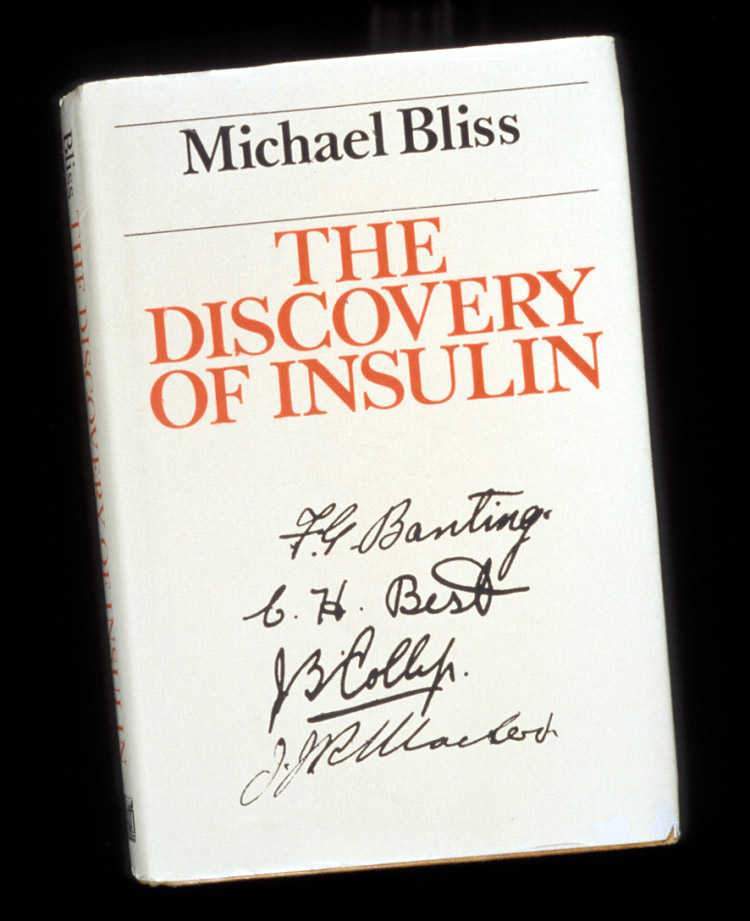 Michael Bliss
THE
DISCOVERY
OF INSULIN
F.G. Banting.
C. H. Best
J B Collip.
J. J R Macleod
Bliss THE DISCOVERY OF INSULIN